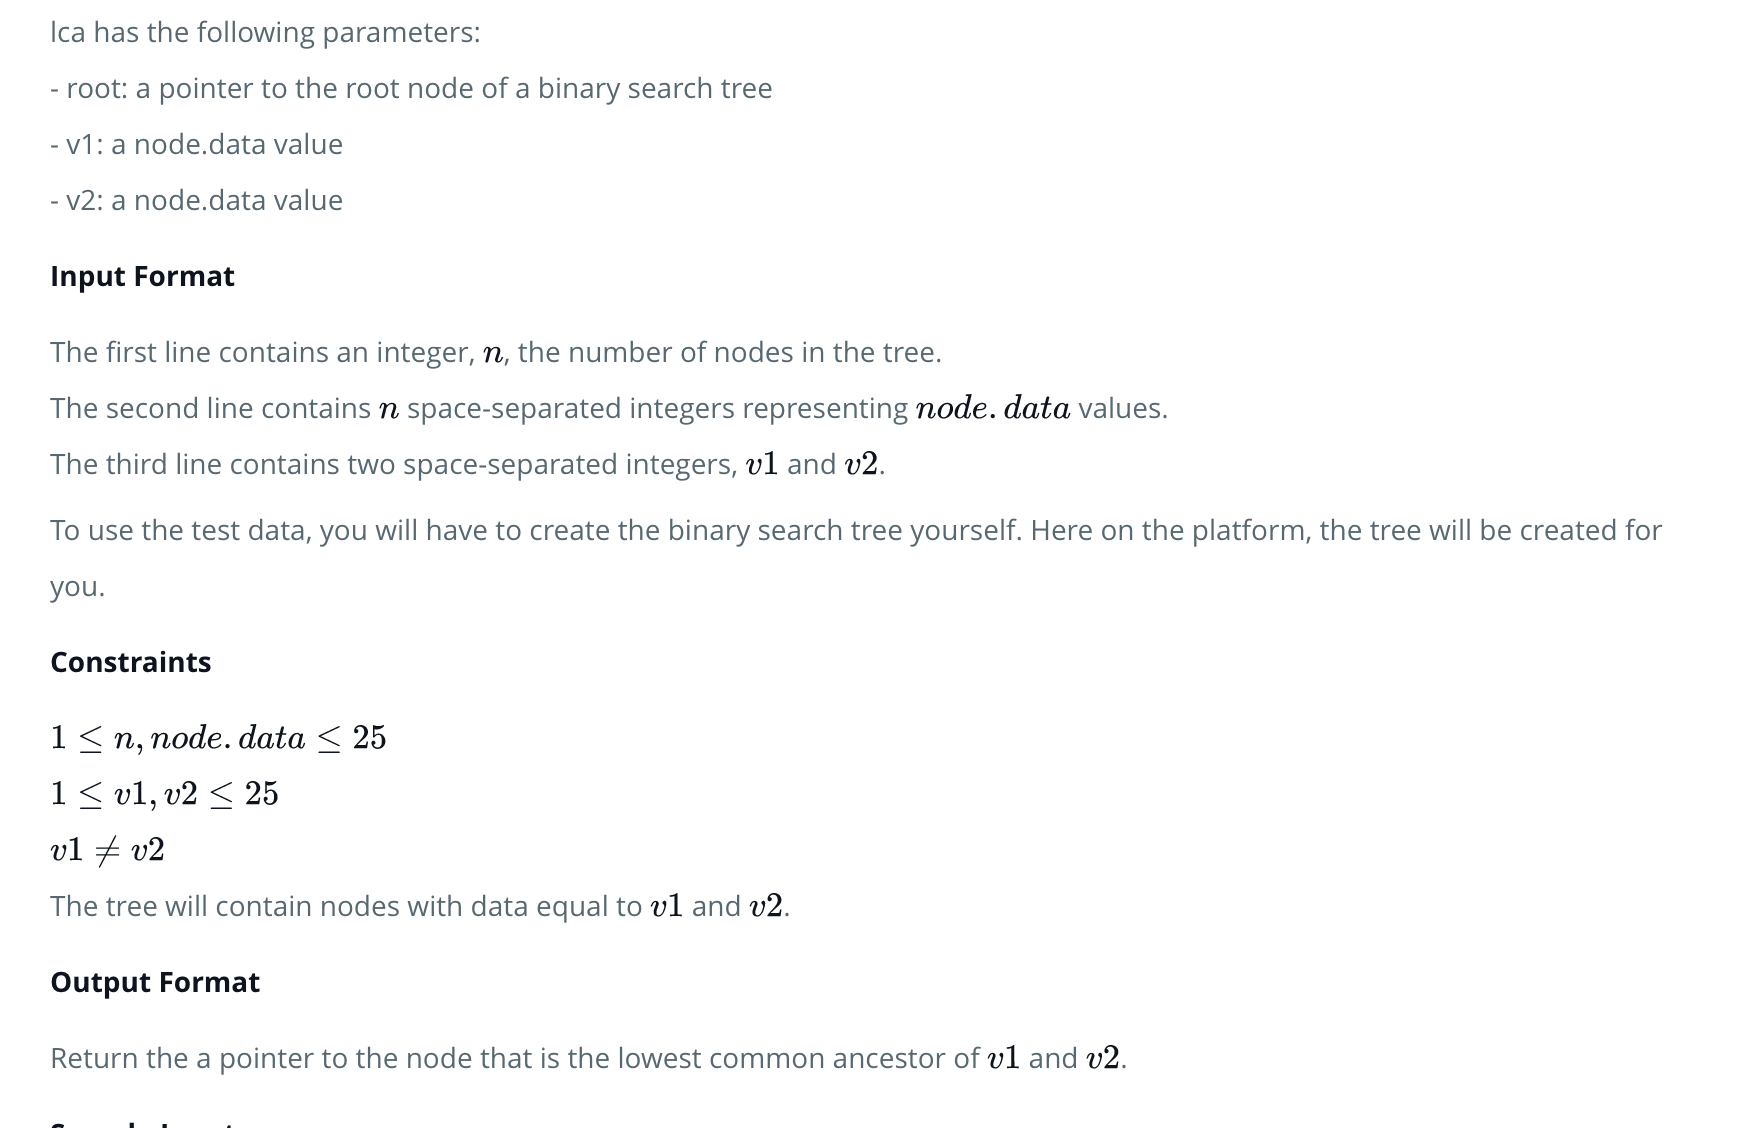 lca has the following parameters:
- root: a pointer to the root node of a binary search tree
- v1: a node.data value
- v2: a node.data value
Input Format
The first line contains an integer, n, the number of nodes in the tree.
The second line contains n space-separated integers representing node.data values.
The third line contains two space-separated integers, v1 and v2.
To use the test data, you will have to create the binary search tree yourself. Here on the platform, the tree will be created for
you.
Constraints
1 ≤ n, node.data ≤ 25
1 ≤ v1, v2 ≤ 25
v1 ≠ v2
The tree will contain nodes with data equal to v1 and v2.
Output Format
Return the a pointer to the node that is the lowest common ancestor of v1 and v2.